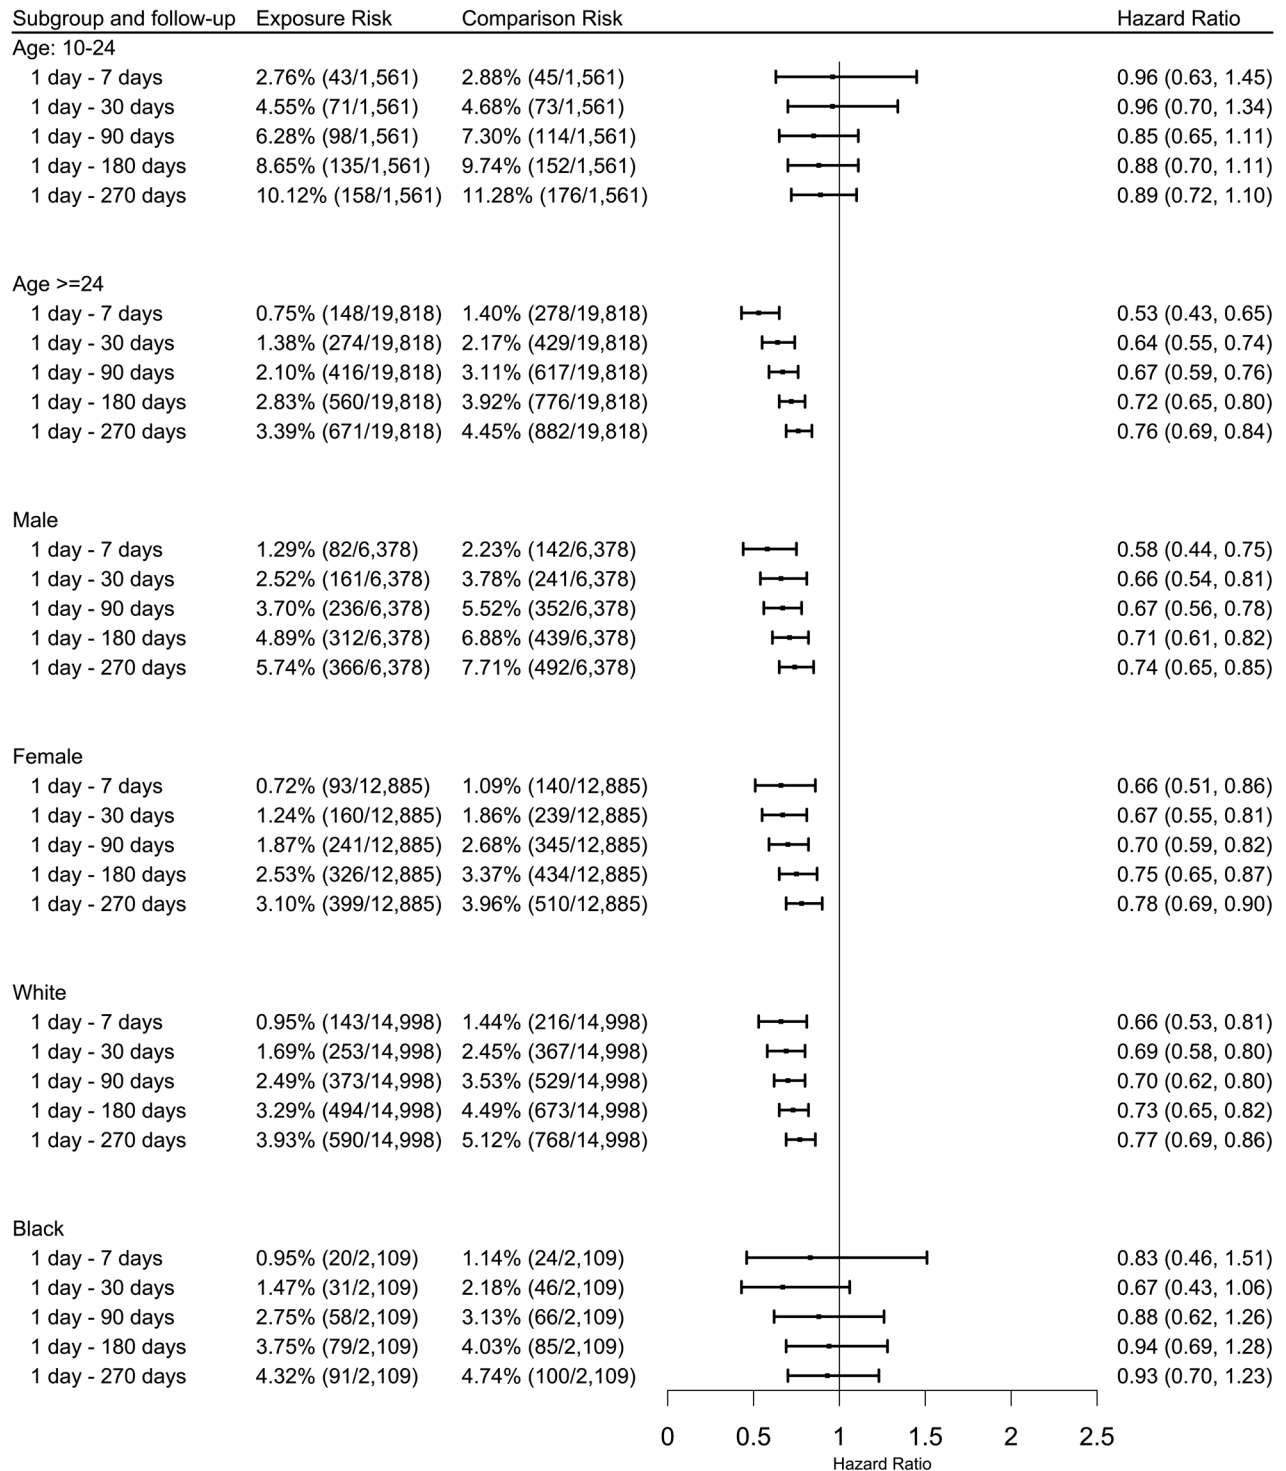 Subgroup and follow-up Exposure Risk Comparison Risk Hazard Ratio
Age: 10-24
1 day - 7 days 2.76% (43/1,561) 2.88% (45/1,561) 0.96 (0.63, 1.45)
1 day - 30 days 4.55% (71/1,561) 4.68% (73/1,561) 0.96 (0.70, 1.34)
1 day - 90 days 6.28% (98/1,561) 7.30% (114/1,561) 0.85 (0.65, 1.11)
1 day - 180 days 8.65% (135/1,561) 9.74% (152/1,561) 0.88 (0.70, 1.11)
1 day - 270 days 10.12% (158/1,561) 11.28% (176/1,561) 0.89 (0.72, 1.10)
Age >=24
1 day - 7 days 0.75% (148/19,818) 1.40% (278/19,818) 0.53 (0.43, 0.65)
1 day - 30 days 1.38% (274/19,818) 2.17% (429/19,818) 0.64 (0.55, 0.74)
1 day - 90 days 2.10% (416/19,818) 3.11% (617/19,818) 0.67 (0.59, 0.76)
1 day - 180 days 2.83% (560/19,818) 3.92% (776/19,818) 0.72 (0.65, 0.80)
1 day - 270 days 3.39% (671/19,818) 4.45% (882/19,818) 0.76 (0.69, 0.84)
Male
1 day - 7 days 1.29% (82/6,378) 2.23% (142/6,378) 0.58 (0.44, 0.75)
1 day - 30 days 2.52% (161/6,378) 3.78% (241/6,378) 0.66 (0.54, 0.81)
1 day - 90 days 3.70% (236/6,378) 5.52% (352/6,378) 0.67 (0.56, 0.78)
1 day - 180 days 4.89% (312/6,378) 6.88% (439/6,378) 0.71 (0.61, 0.82)
1 day - 270 days 5.74% (366/6,378) 7.71% (492/6,378) 0.74 (0.65, 0.85)
Female
1 day - 7 days 0.72% (93/12,885) 1.09% (140/12,885) 0.66 (0.51, 0.86)
1 day - 30 days 1.24% (160/12,885) 1.86% (239/12,885) 0.67 (0.55, 0.81)
1 day - 90 days 1.87% (241/12,885) 2.68% (345/12,885) 0.70 (0.59, 0.82)
1 day - 180 days 2.53% (326/12,885) 3.37% (434/12,885) 0.75 (0.65, 0.87)
1 day - 270 days 3.10% (399/12,885) 3.96% (510/12,885) 0.78 (0.69, 0.90)
White
1 day - 7 days 0.95% (143/14,998) 1.44% (216/14,998) 0.66 (0.53, 0.81)
1 day - 30 days 1.69% (253/14,998) 2.45% (367/14,998) 0.69 (0.58, 0.80)
1 day - 90 days 2.49% (373/14,998) 3.53% (529/14,998) 0.70 (0.62, 0.80)
1 day - 180 days 3.29% (494/14,998) 4.49% (673/14,998) 0.73 (0.65, 0.82)
1 day - 270 days 3.93% (590/14,998) 5.12% (768/14,998) 0.77 (0.69, 0.86)
Black
1 day - 7 days 0.95% (20/2,109) 1.14% (24/2,109) 0.83 (0.46, 1.51)
1 day - 30 days 1.47% (31/2,109) 2.18% (46/2,109) 0.67 (0.43, 1.06)
1 day - 90 days 2.75% (58/2,109) 3.13% (66/2,109) 0.88 (0.62, 1.26)
1 day - 180 days 3.75% (79/2,109) 4.03% (85/2,109) 0.94 (0.69, 1.28)
1 day - 270 days 4.32% (91/2,109) 4.74% (100/2,109) 0.93 (0.70, 1.23)
0 0.5 1 1.5 2 2.5
Hazard Ratio